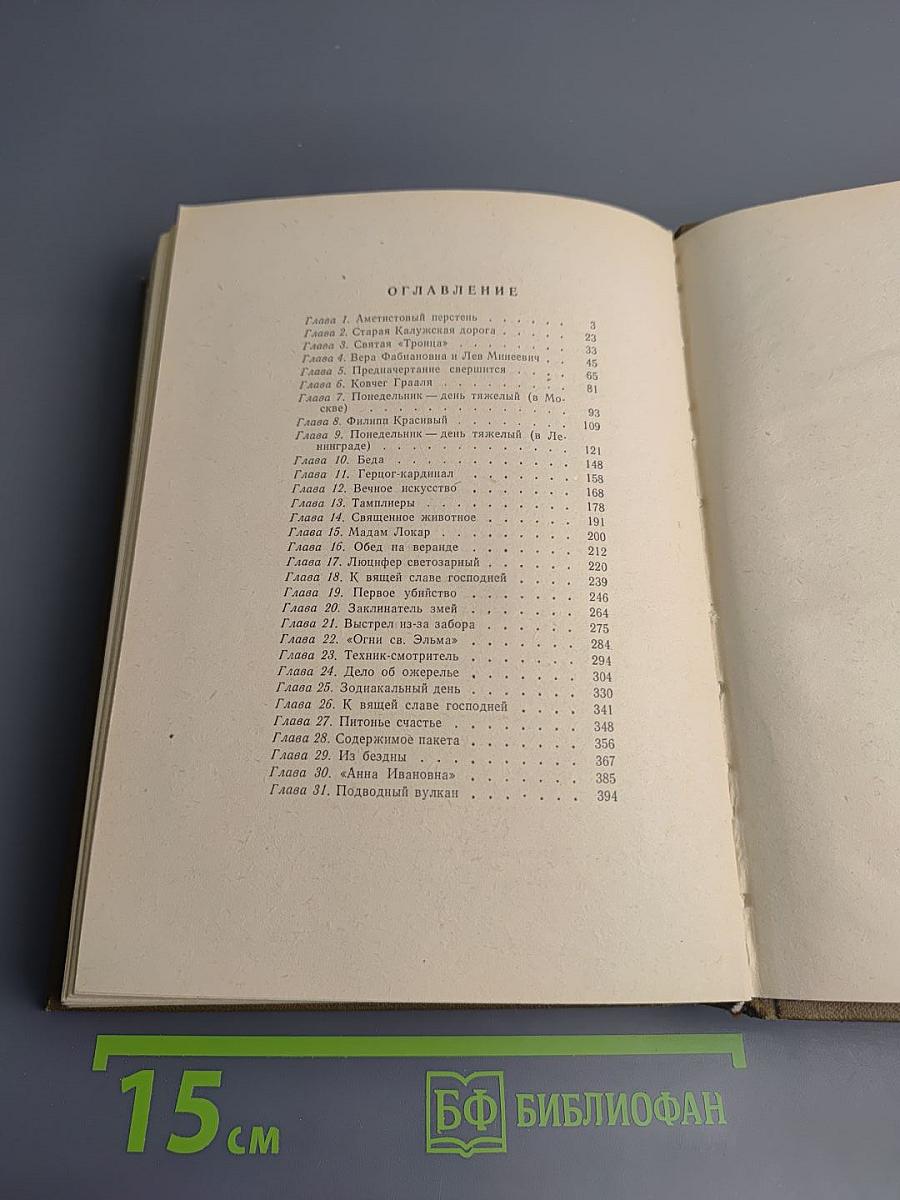 ОГЛАВЛЕНИЕ
Глава 1. Аметистовый перстень . . . . . . 3
Глава 2. Старая Калужская дорога . . . . . 23
Глава 3. Святая «Троица» . . . . . . . 33
Глава 4. Вера Фабиановна и Лев Минеевич . . 45
Глава 5. Предначертание свершится . . . . 65
Глава 6. Ковчег Грааля . . . . . . . . 81
Глава 7. Понедельник — день тяжелый (в Мо-
скве) . . . . . . . . . . . . 93
Глава 8. Филипп Красивый . . . . . . . 109
Глава 9. Понедельник — день тяжелый (в Ле-
нинграде) . . . . . . . . . . . 121
Глава 10. Беда . . . . . . . . . . . 148
Глава 11. Герцог-кардинал . . . . . . . 158
Глава 12. Вечное искусство . . . . . . . 168
Глава 13. Тамплиеры . . . . . . . . . 178
Глава 14. Священное животное . . . . . . 191
Глава 15. Мадам Локар . . . . . . . . 200
Глава 16. Обед на веранде . . . . . . . 212
Глава 17. Люцифер светозарный . . . . . . 220
Глава 18. К вящей славе господней . . . . 239
Глава 19. Первое убийство . . . . . . . 246
Глава 20. Заклинатель змей . . . . . . . 264
Глава 21. Выстрел из-за забора . . . . . . 275
Глава 22. «Огни св. Эльма» . . . . . . . 284
Глава 23. Техник-смотритель . . . . . . . 294
Глава 24. Дело об ожерелье . . . . . . . 304
Глава 25. Зодиакальный день . . . . . . . 330
Глава 26. К вящей славе господней . . . . 341
Глава 27. Питонье счастье . . . . . . . . 348
Глава 28. Содержимое пакета . . . . . . . 356
Глава 29. Из бездны . . . . . . . . . . 367
Глава 30. «Анна Ивановна» . . . . . . . 385
Глава 31. Подводный вулкан . . . . . . . 394
15 см
БФ БИБЛИОФАН